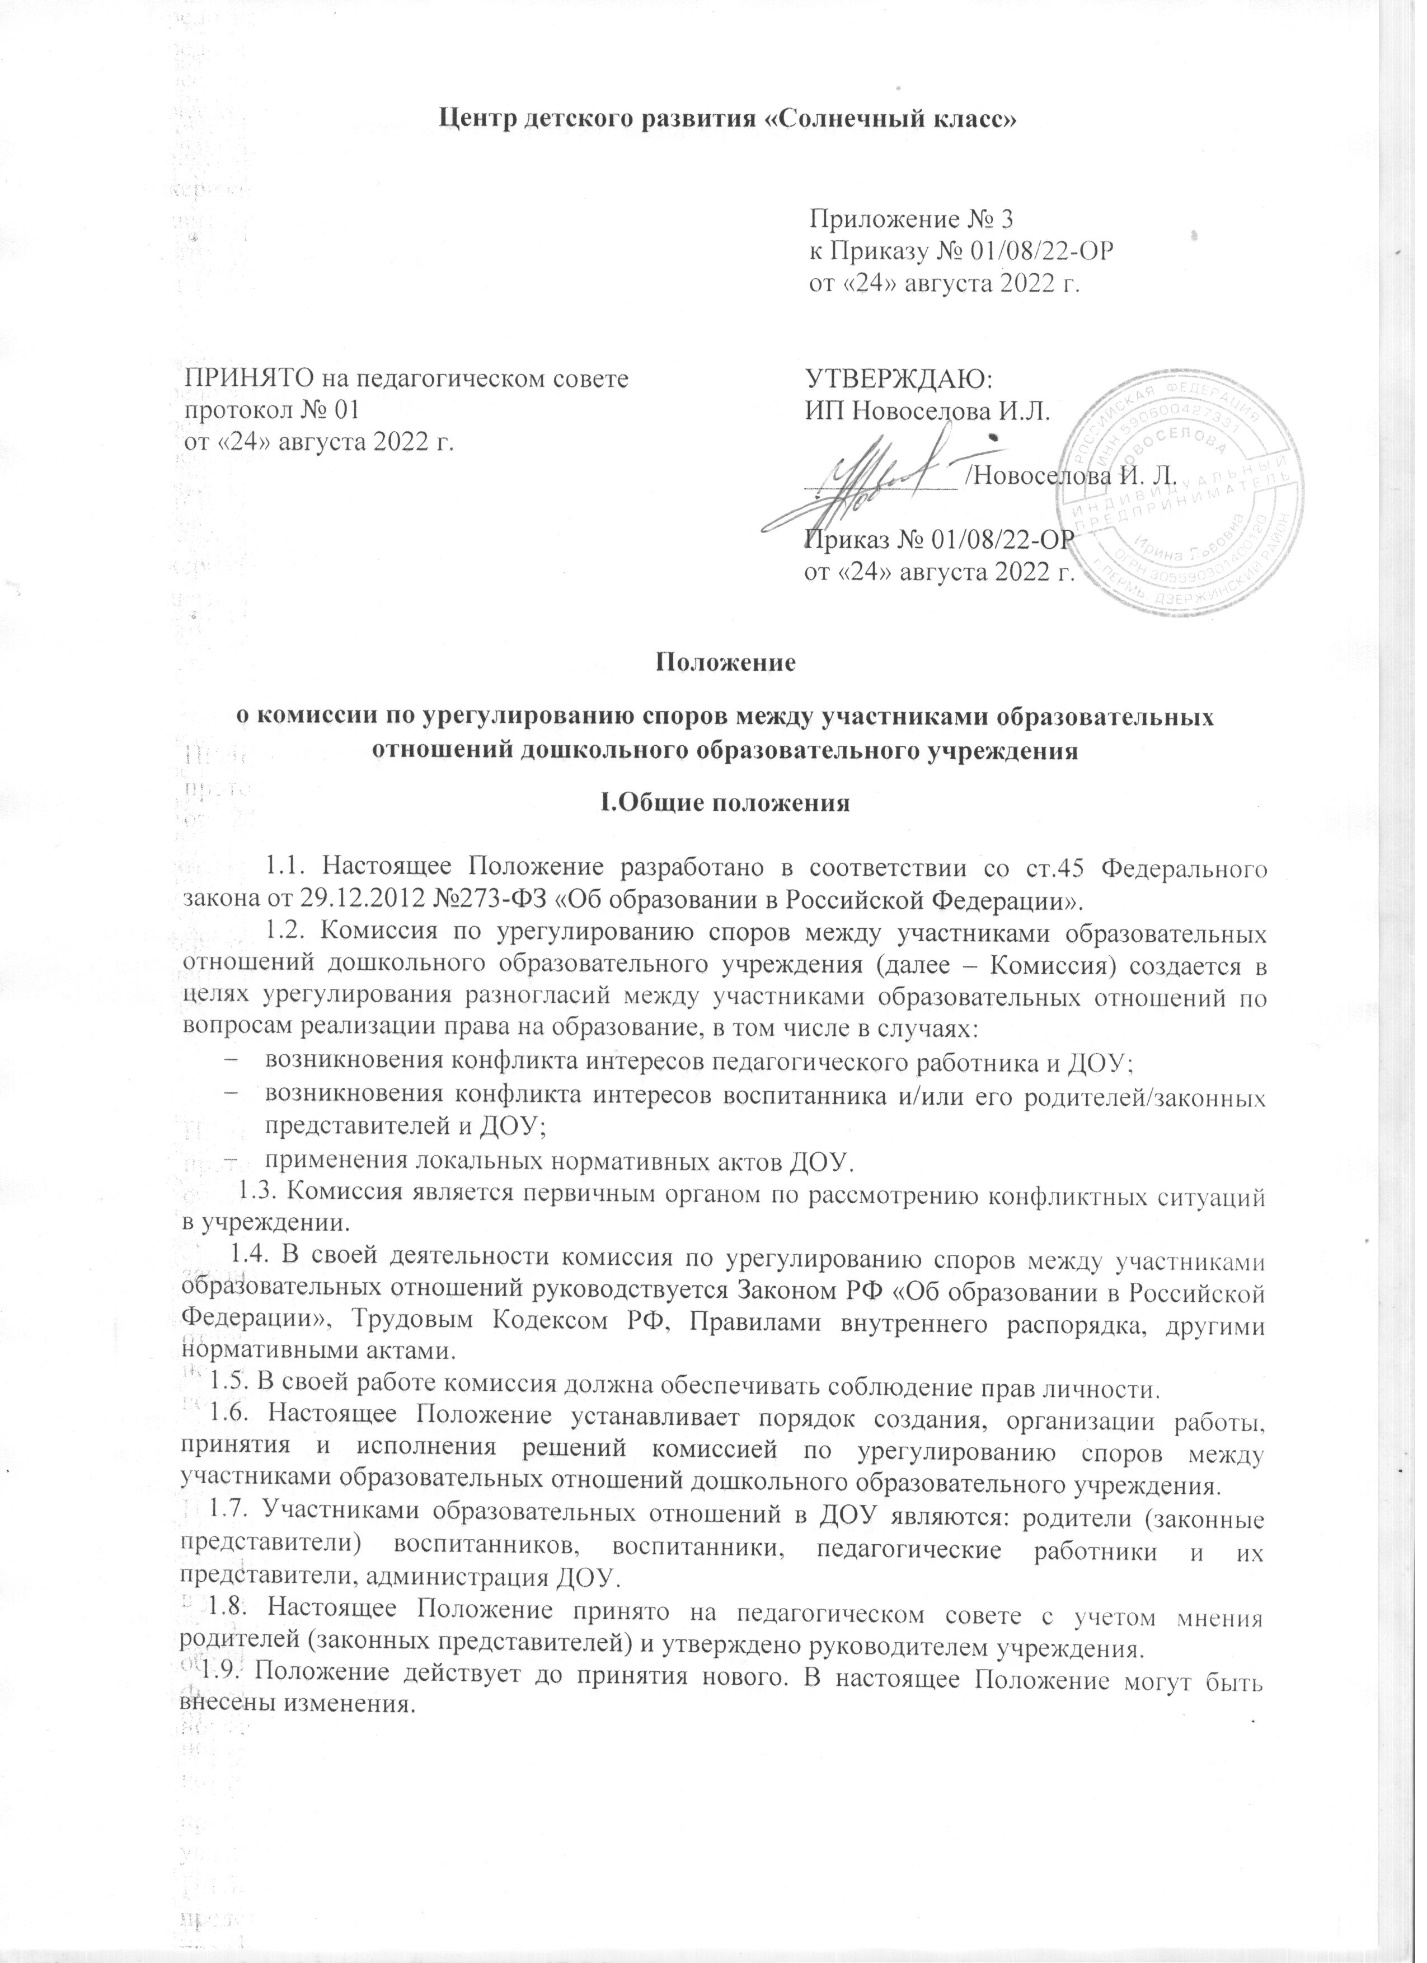 Центр детского развития «Солнечный класс»
Приложение № 3
к Приказу № 01/08/22-ОР
от «24» августа 2022 г.
ПРИНЯТО на педагогическом совете
протокол № 01
от «24» августа 2022 г.
УТВЕРЖДАЮ:
ИП Новоселова И.Л.
/Новоселова И. Л.
Приказ № 01/08/22-ОР
от «24» августа 2022 г.
РОССИЙСКАЯ ФЕДЕРАЦИЯ
НОВОСЕЛОВА
ИНДИВИДУАЛЬНЫЙ
ПРЕДПРИНИМАТЕЛЬ
Ирина Львовна
г.ПЕРМЬ ДЗЕРЖИНСКИЙ РАЙОН
Положение
о комиссии по урегулированию споров между участниками образовательных
отношений дошкольного образовательного учреждения
I.Общие положения
1.1. Настоящее Положение разработано в соответствии со ст.45 Федерального
закона от 29.12.2012 №273-ФЗ «Об образовании в Российской Федерации».
1.2. Комиссия по урегулированию споров между участниками образовательных
отношений дошкольного образовательного учреждения (далее – Комиссия) создается в
целях урегулирования разногласий между участниками образовательных отношений по
вопросам реализации права на образование, в том числе в случаях:
– возникновения конфликта интересов педагогического работника и ДОУ;
– возникновения конфликта интересов воспитанника и/или его родителей/законных
представителей и ДОУ;
– применения локальных нормативных актов ДОУ.
1.3. Комиссия является первичным органом по рассмотрению конфликтных ситуаций
в учреждении.
1.4. В своей деятельности комиссия по урегулированию споров между участниками
образовательных отношений руководствуется Законом РФ «Об образовании в Российской
Федерации», Трудовым Кодексом РФ, Правилами внутреннего распорядка, другими
нормативными актами.
1.5. В своей работе комиссия должна обеспечивать соблюдение прав личности.
1.6. Настоящее Положение устанавливает порядок создания, организации работы,
принятия и исполнения решений комиссией по урегулированию споров между
участниками образовательных отношений дошкольного образовательного учреждения.
1.7. Участниками образовательных отношений в ДОУ являются: родители (законные
представители) воспитанников, воспитанники, педагогические работники и их
представители, администрация ДОУ.
1.8. Настоящее Положение принято на педагогическом совете с учетом мнения
родителей (законных представителей) и утверждено руководителем учреждения.
1.9. Положение действует до принятия нового. В настоящее Положение могут быть
внесены изменения.